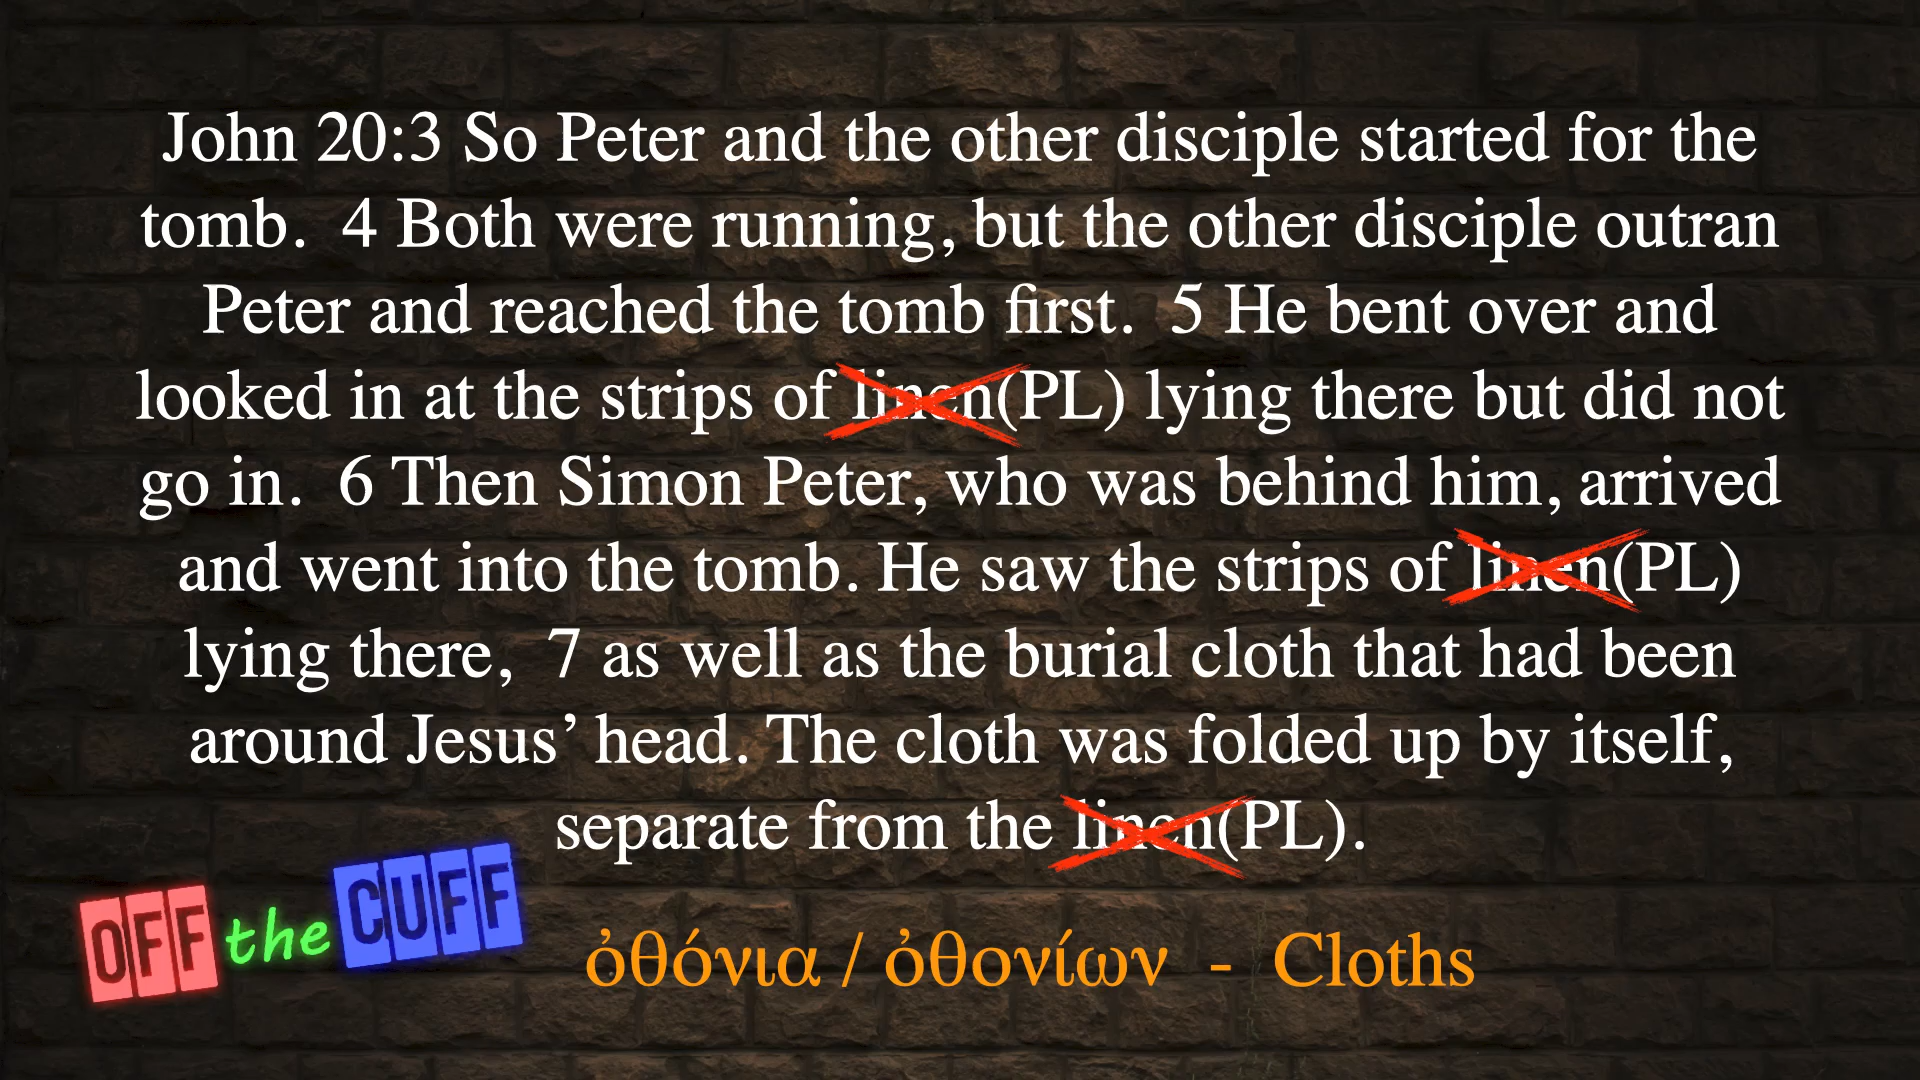 John 20:3 So Peter and the other disciple started for the
tomb.  4 Both were running, but the other disciple outran
Peter and reached the tomb first.  5 He bent over and
looked in at the strips of linen(PL) lying there but did not
go in.  6 Then Simon Peter, who was behind him, arrived
and went into the tomb. He saw the strips of linen(PL)
lying there,  7 as well as the burial cloth that had been
around Jesus’ head. The cloth was folded up by itself,
separate from the linen(PL).
OFF the CUFF
ὀθόνια / ὀθονίων  -  Cloths